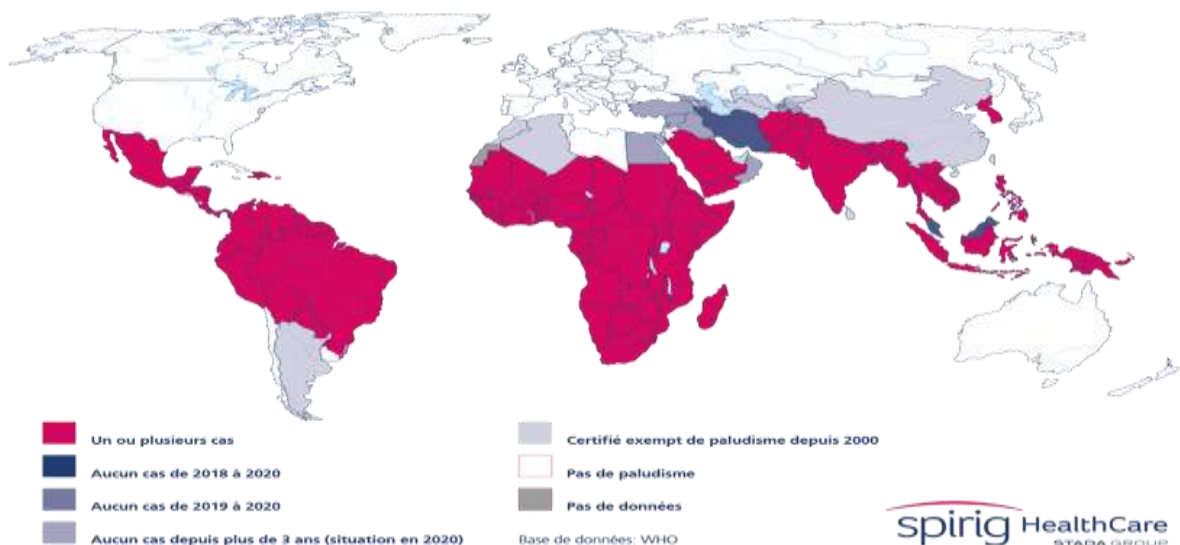 Un ou plusieurs cas
Aucun cas de 2018 à 2020
Aucun cas de 2019 à 2020
Aucun cas depuis plus de 3 ans (situation en 2020)
Certifié exempt de paludisme depuis 2000
Pas de paludisme
Pas de données
Base de données: WHO
spirig HealthCare
STADA GROUP